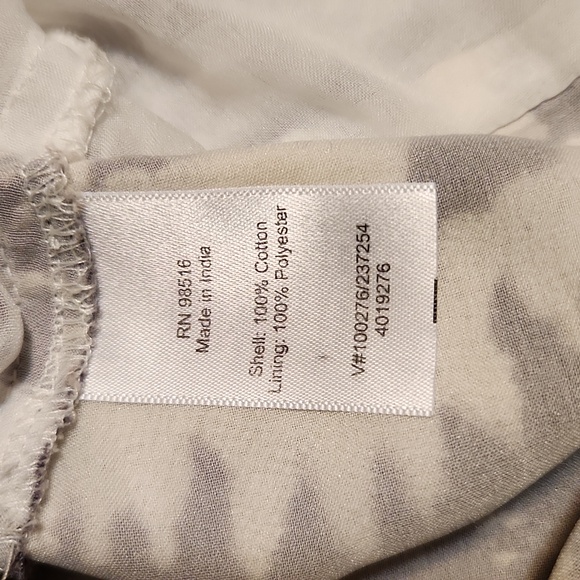 RN 98516
Made in India
Shell: 100% Cotton
Lining: 100% Polyester
V#100276/237254
4019276